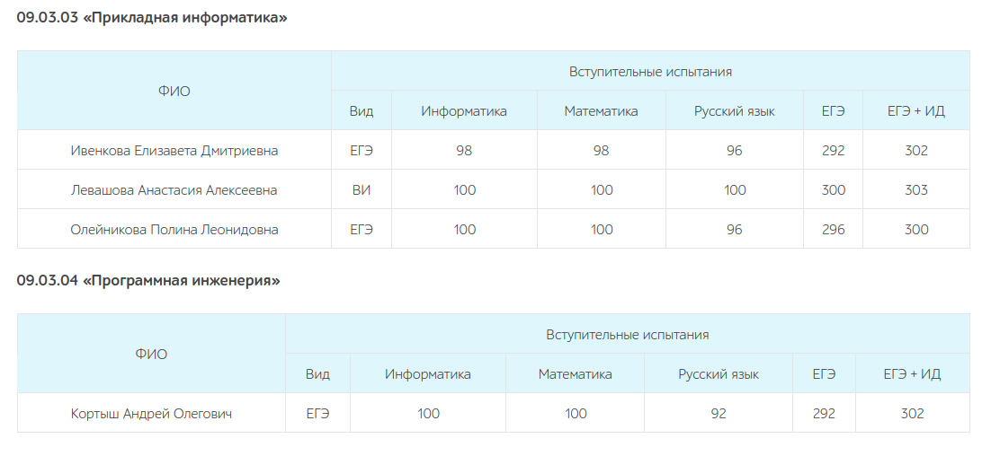 09.03.03 «Прикладная информатика»
ФИО Вступительные испытания
Вид Информатика Математика Русский язык ЕГЭ ЕГЭ + ИД
Ивенкова Елизавета Дмитриевна ЕГЭ 98 98 96 292 302
Левашова Анастасия Алексеевна ВИ 100 100 100 300 303
Олейникова Полина Леонидовна ЕГЭ 100 100 96 296 300
09.03.04 «Программная инженерия»
ФИО Вступительные испытания
Вид Информатика Математика Русский язык ЕГЭ ЕГЭ + ИД
Кортыш Андрей Олегович ЕГЭ 100 100 92 292 302